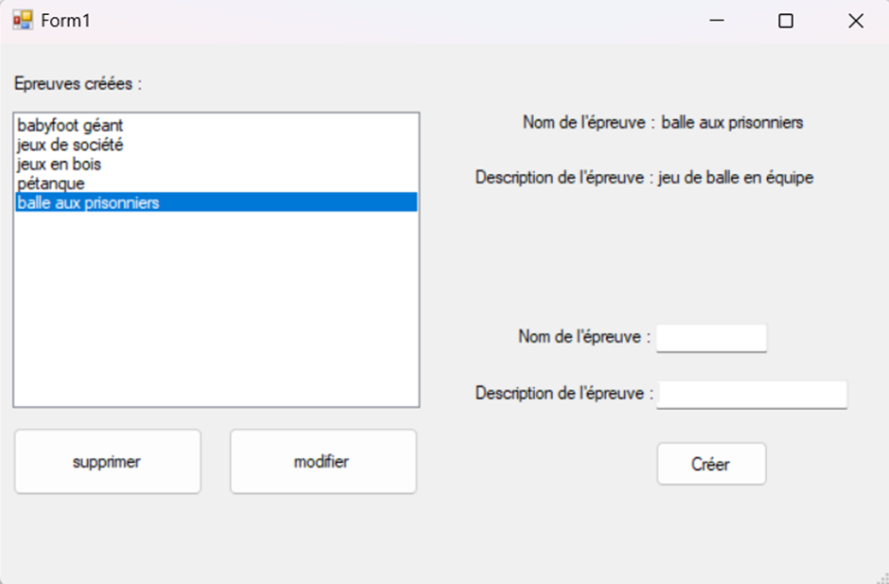 Form1
Epreuves créées :
babyfoot géant
jeux de société
jeux en bois
pétanque
balle aux prisonniers
supprimer
modifier
Nom de l'épreuve : balle aux prisonniers
Description de l'épreuve : jeu de balle en équipe
Nom de l'épreuve :
Description de l'épreuve :
Créer